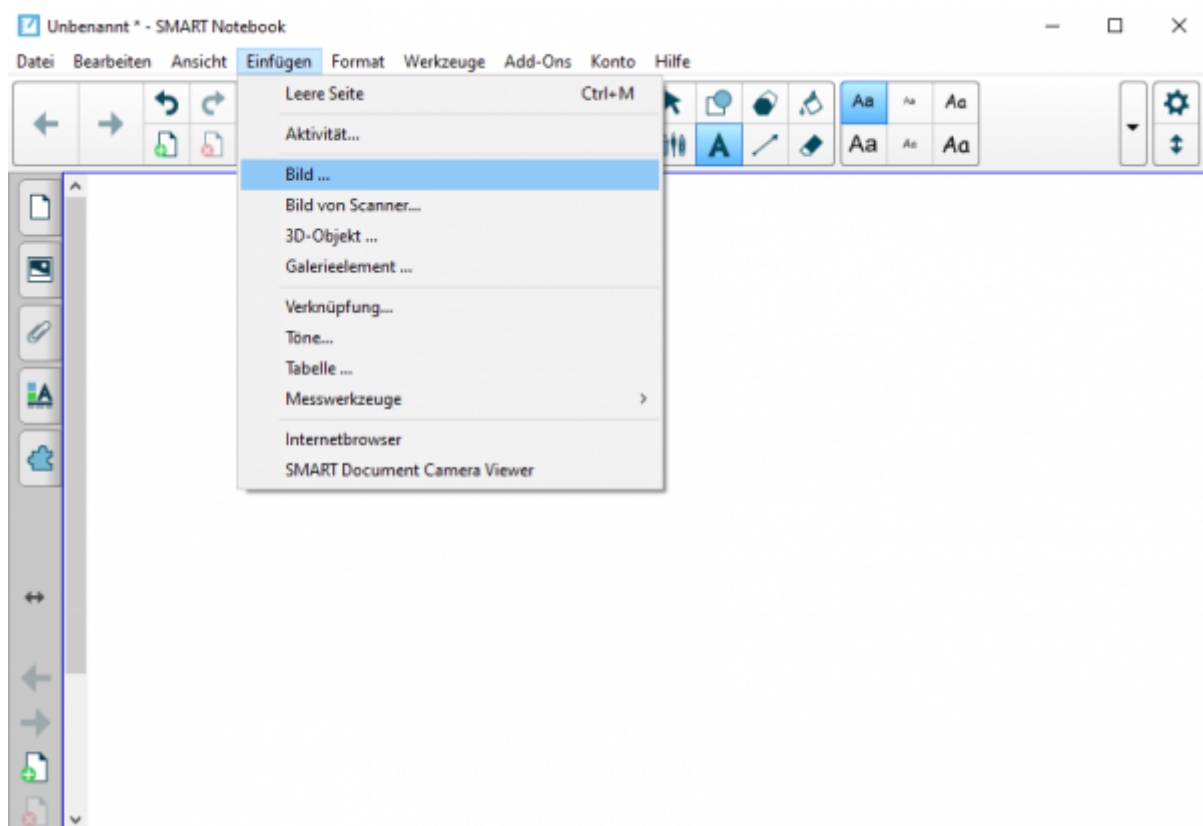 Unbenannt * - SMART Notebook
Datei Bearbeiten Ansicht Einfügen Format Werkzeuge Add-Ons Konto Hilfe
Leere Seite Ctrl+M
Aktivität...
Bild ...
Bild von Scanner...
3D-Objekt ...
Galerieelement ...
Verknüpfung...
Töne...
Tabelle ...
Messwerkzeuge
Internetbrowser
SMART Document Camera Viewer
A
Aa Aa Aa
Aa Aa Aa
A